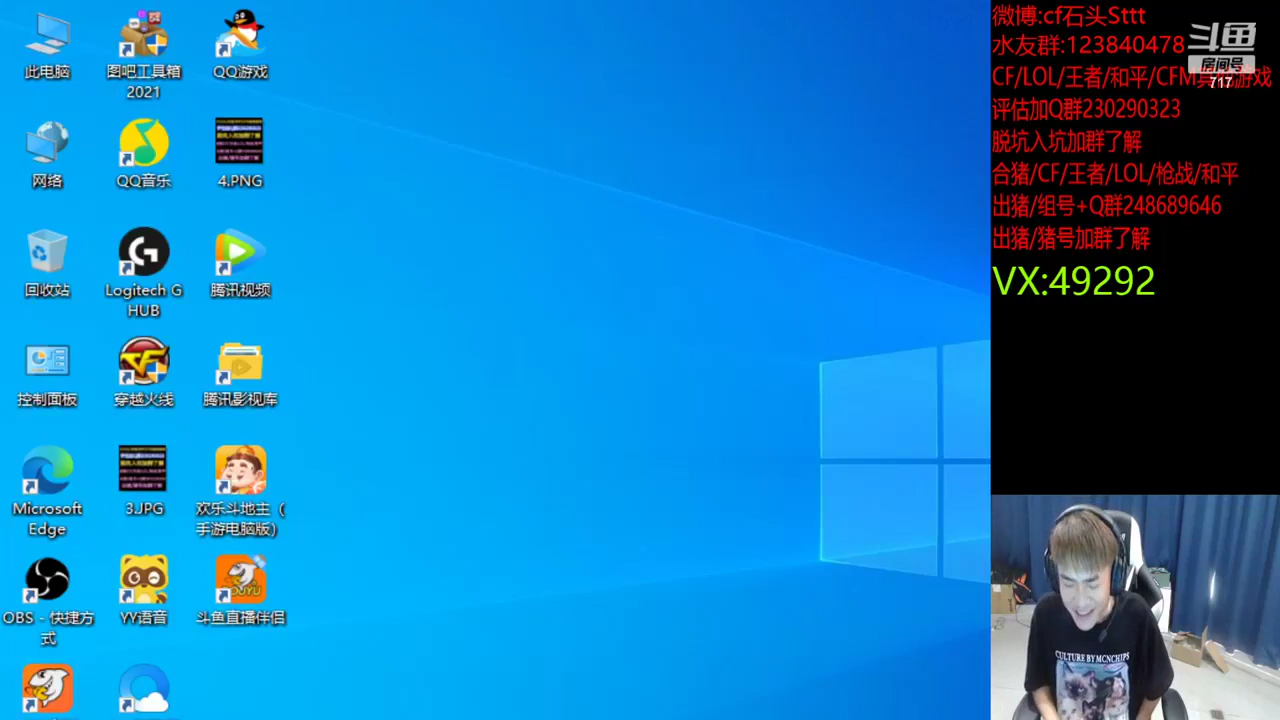 此电脑
图吧工具箱
2021
QQ游戏
网络
QQ音乐
4.PNG
回收站
Logitech G
HUB
腾讯视频
控制面板
穿越火线
腾讯影视库
Microsoft
Edge
3.JPG
欢乐斗地主（
手游电脑版）
OBS - 快捷方
式
YY语音
斗鱼直播伴侣
微博:cf石头Sttt
水友群:123840478
斗鱼
房间号
717
CF/LOL/王者/和平/CFM
游戏
评估加Q群230290323
脱坑入坑加群了解
合猪/CF/王者/LOL/枪战/和平
出猪/组号+Q群248689646
出猪/猪号加群了解
VX:49292
CULTURE BY MCNCHIPS